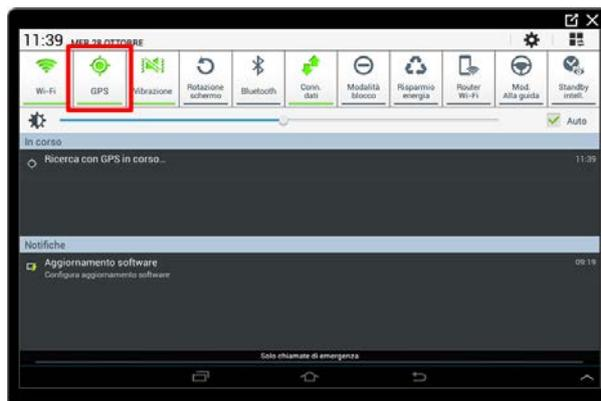 11:39 MER 28 OTTOBRE
Wi-Fi
GPS
Vibrazione
Rotazione
schermo
Bluetooth
Conn.
dati
Modalità
blocco
Risparmio
energia
Router
Wi-Fi
Mod.
Alla guida
Standby
intell.
Auto
In corso
Ricerca con GPS in corso... 11:39
Notifiche
Aggiornamento software 09:19
Configura aggiornamento software
Solo chiamate di emergenza